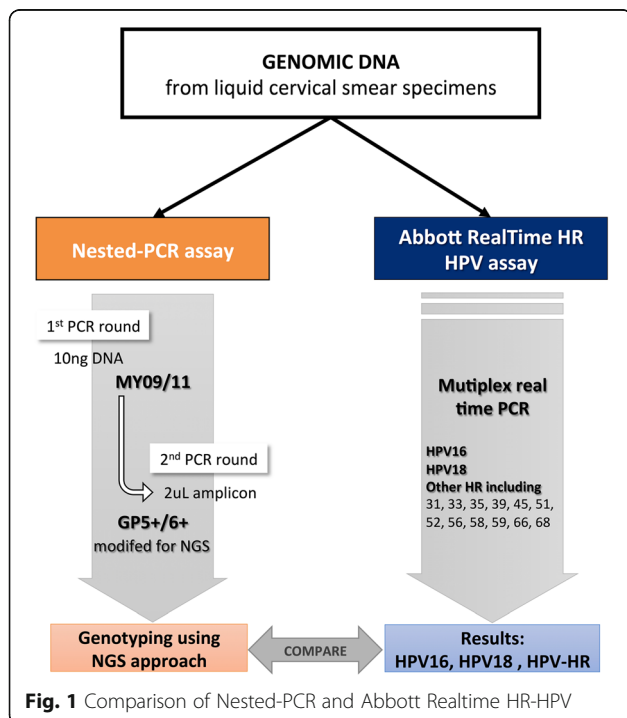 GENOMIC DNA
from liquid cervical smear specimens
Nested-PCR assay
Abbott RealTime HR
HPV assay
1st PCR round
10ng DNA
MY09/11
2nd PCR round
2uL amplicon
GP5+/6+
modifed for NGS
Mutiplex real
time PCR
HPV16
HPV18
Other HR including
31, 33, 35, 39, 45, 51,
52, 56, 58, 59, 66, 68
Genotyping using
NGS approach
COMPARE
Results:
HPV16, HPV18 , HPV-HR
Fig. 1 Comparison of Nested-PCR and Abbott Realtime HR-HPV